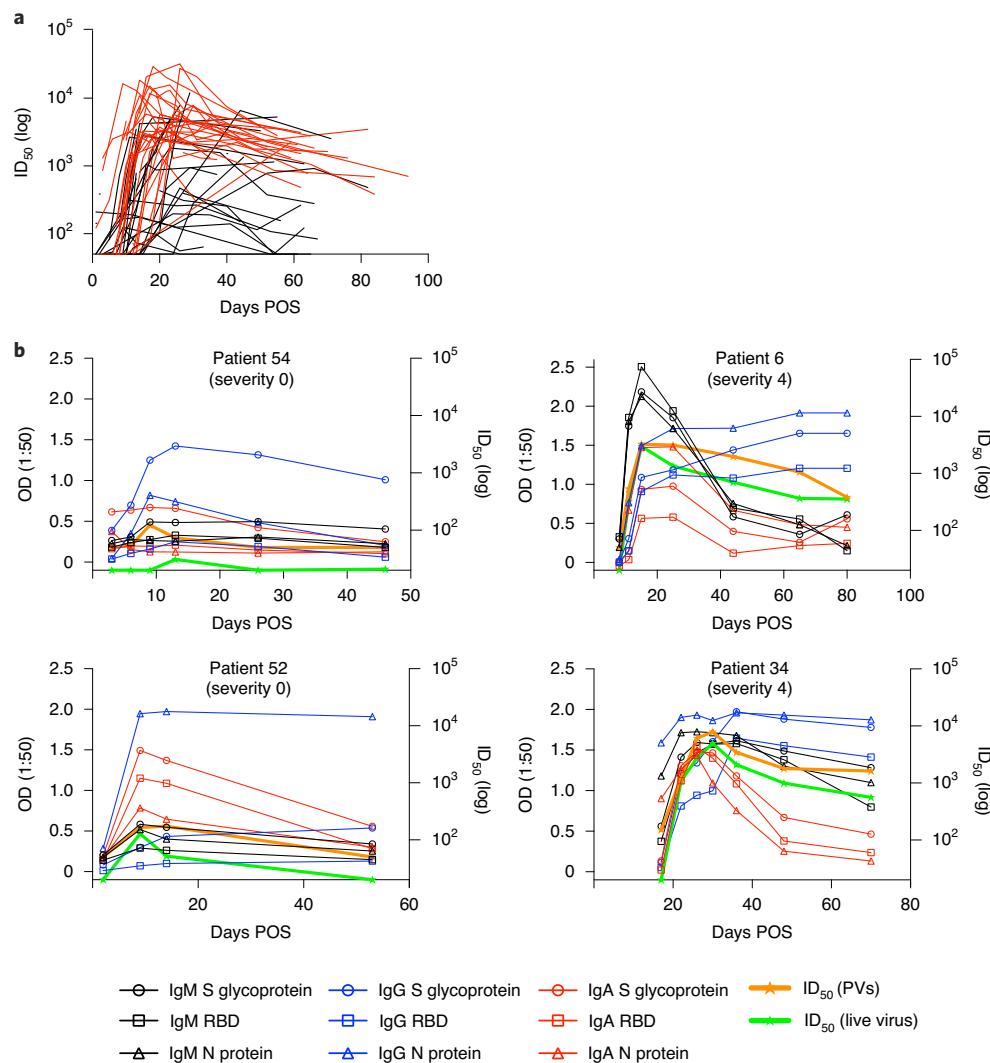 a
10⁵
10⁴
10³
10²
ID₅₀ (log)
0 20 40 60 80 100
Days POS
b
Patient 54
(severity 0)
2.5
2.0
1.5
1.0
0.5
0
OD (1:50)
10⁵
10⁴
10³
10²
ID₅₀ (log)
10 20 30 40 50
Days POS
Patient 6
(severity 4)
2.5
2.0
1.5
1.0
0.5
0
OD (1:50)
10⁵
10⁴
10³
10²
ID₅₀ (log)
20 40 60 80 100
Days POS
Patient 52
(severity 0)
2.5
2.0
1.5
1.0
0.5
0
OD (1:50)
10⁵
10⁴
10³
10²
ID₅₀ (log)
20 40 60
Days POS
Patient 34
(severity 4)
2.5
2.0
1.5
1.0
0.5
0
OD (1:50)
10⁵
10⁴
10³
10²
ID₅₀ (log)
20 40 60 80
Days POS
IgM S glycoprotein IgG S glycoprotein IgA S glycoprotein ID₅₀ (PVs)
IgM RBD IgG RBD IgA RBD ID₅₀ (live virus)
IgM N protein IgG N protein IgA N protein